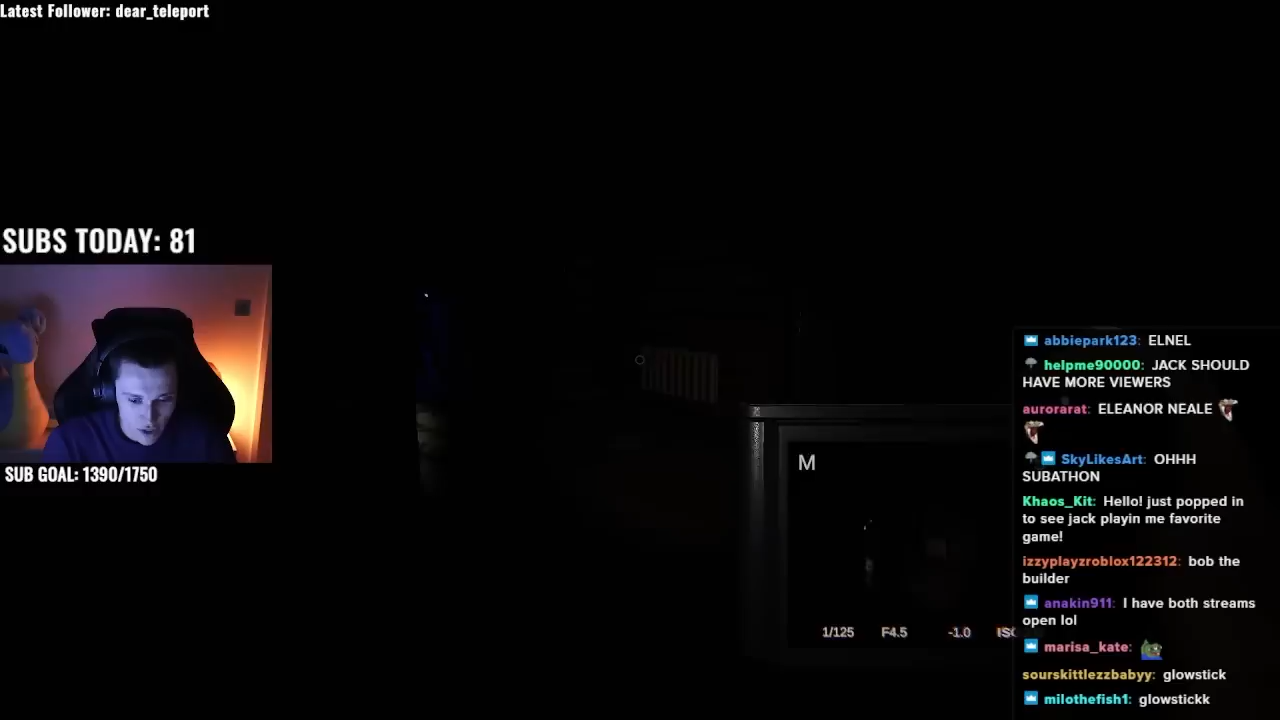 Latest Follower: dear_teleport
SUBS TODAY: 81
SUB GOAL: 1390/1750
M
1/125 F4.5 -1.0 ISO
abbiepark123: ELNEL
helpme90000: JACK SHOULD
HAVE MORE VIEWERS
aurorarat: ELEANOR NEALE
SkyLikesArt: OHHH
SUBATHON
Khaos_Kit: Hello! just popped in
to see jack playin me favorite
game!
izzyplayzroblox122312: bob the
builder
anakin911: I have both streams
open lol
marisa_kate:
sourskittlezzbabyy: glowstick
milothefish1: glowstickk